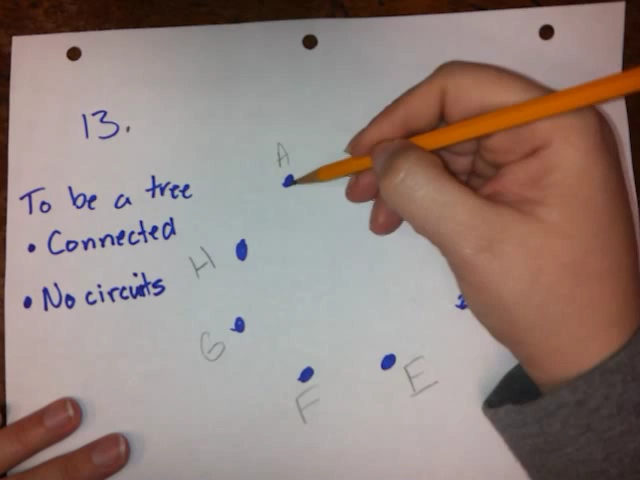 13.
To be a tree
• Connected
• No circuits
A
H
G
F
E